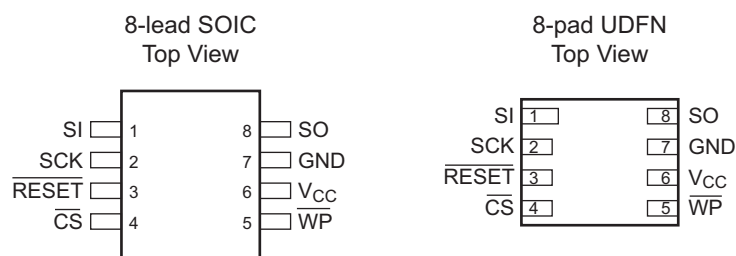 8-lead SOIC
Top View
SI 1 8 SO
SCK 2 7 GND
RESET 3 6 VCC
CS 4 5 WP
8-pad UDFN
Top View
SI 1 8 SO
SCK 2 7 GND
RESET 3 6 VCC
CS 4 5 WP